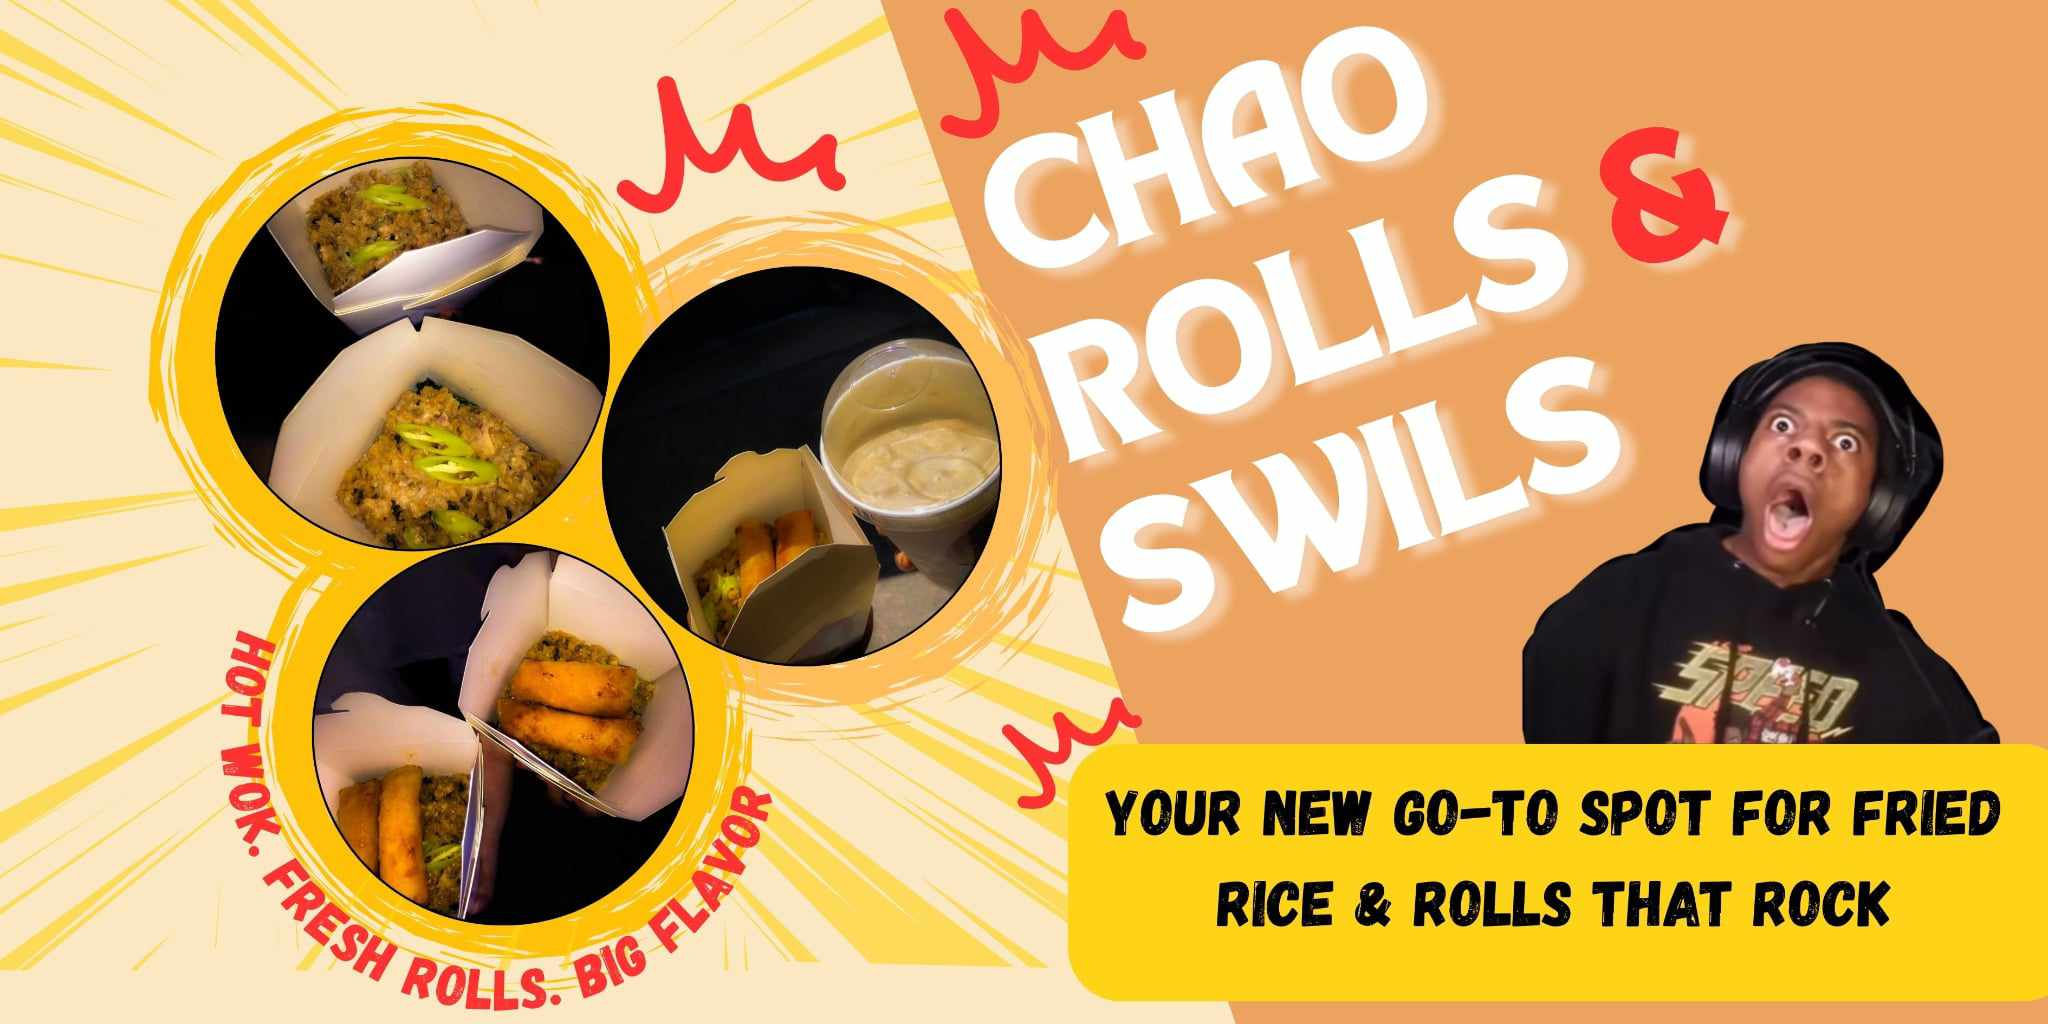 CHAO
ROLLS &
SWILS
SPEED
YOUR NEW GO-TO SPOT FOR FRIED
RICE & ROLLS THAT ROCK
HOT WOK. FRESH ROLLS. BIG FLAVOR